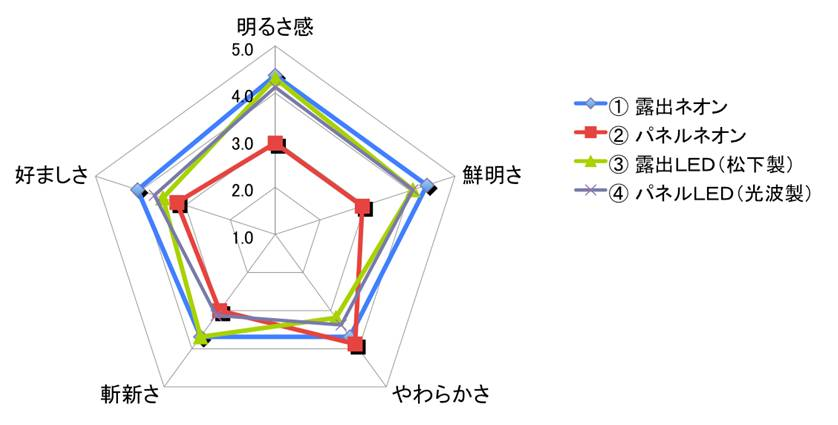 明るさ感
5.0
4.0
3.0
2.0
1.0
鮮明さ
やわらかさ
斬新さ
好ましさ
① 露出ネオン
② パネルネオン
③ 露出LED（松下製）
④ パネルLED（光波製）